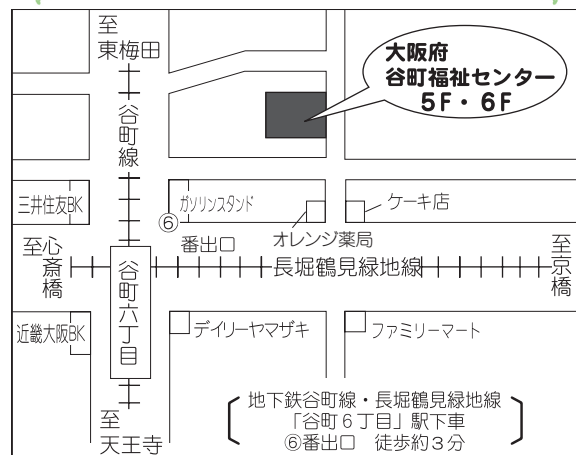 至
東梅田
大阪府
谷町福祉センター
5F・6F
谷町線
三井住友BK
ガソリンスタンド
ケーキ店
⑥
番出口
オレンジ薬局
至心斎橋
谷町六丁目
長堀鶴見緑地線
至京橋
近畿大阪BK
デイリーヤマザキ
ファミリーマート
至
天王寺
地下鉄谷町線・長堀鶴見緑地線
「谷町6丁目」駅下車
⑥番出口 徒歩約3分